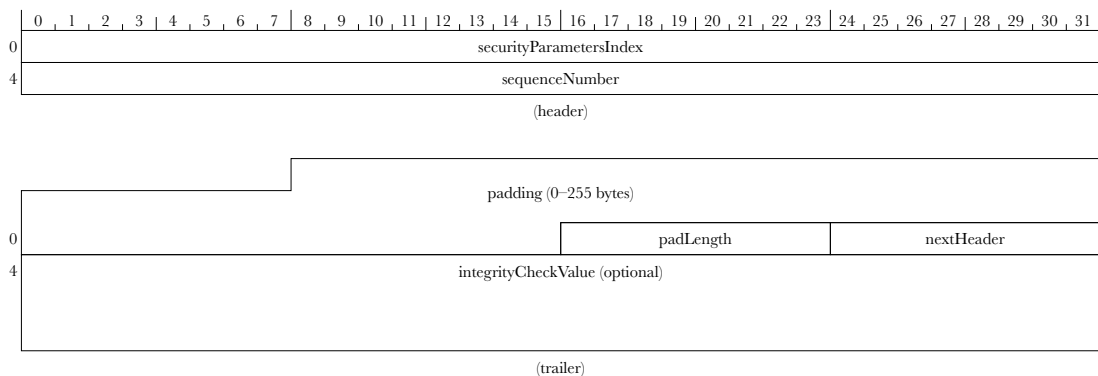 0 1 2 3 4 5 6 7 8 9 10 11 12 13 14 15 16 17 18 19 20 21 22 23 24 25 26 27 28 29 30 31
0 securityParametersIndex
4 sequenceNumber
(header)
padding (0–255 bytes)
0 padLength nextHeader
4 integrityCheckValue (optional)
(trailer)